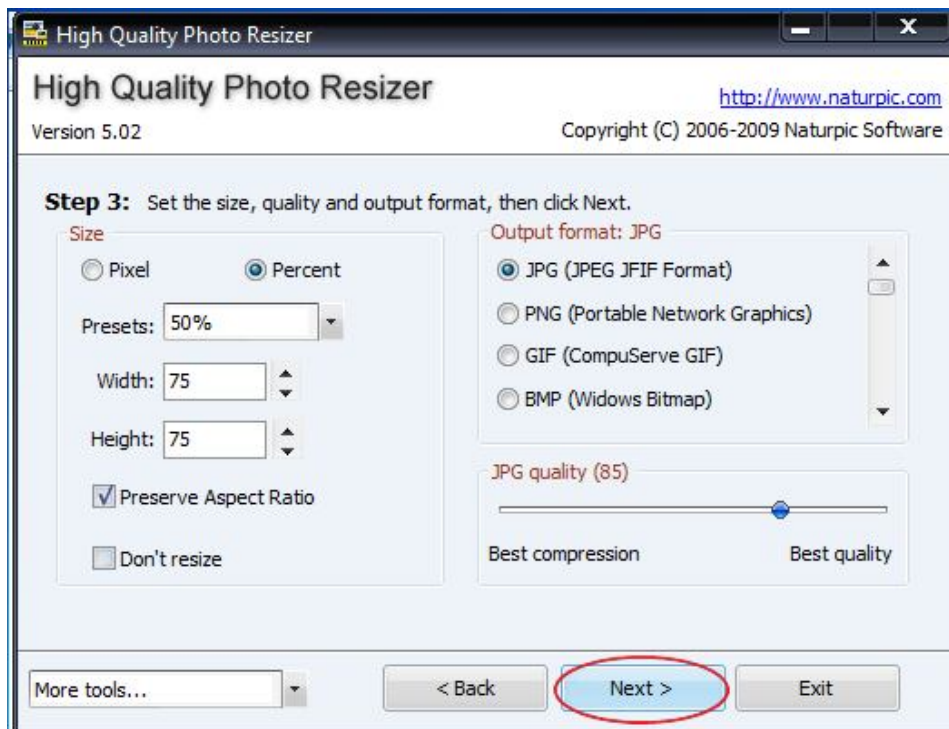 High Quality Photo Resizer
High Quality Photo Resizer
http://www.naturpic.com
Version 5.02
Copyright (C) 2006-2009 Naturpic Software
Step 3: Set the size, quality and output format, then click Next.
Size
Pixel
Percent
Presets: 50%
Width: 75
Height: 75
Preserve Aspect Ratio
Don't resize
Output format: JPG
JPG (JPEG JFIF Format)
PNG (Portable Network Graphics)
GIF (CompuServe GIF)
BMP (Widows Bitmap)
JPG quality (85)
Best compression
Best quality
More tools...
< Back
Next >
Exit